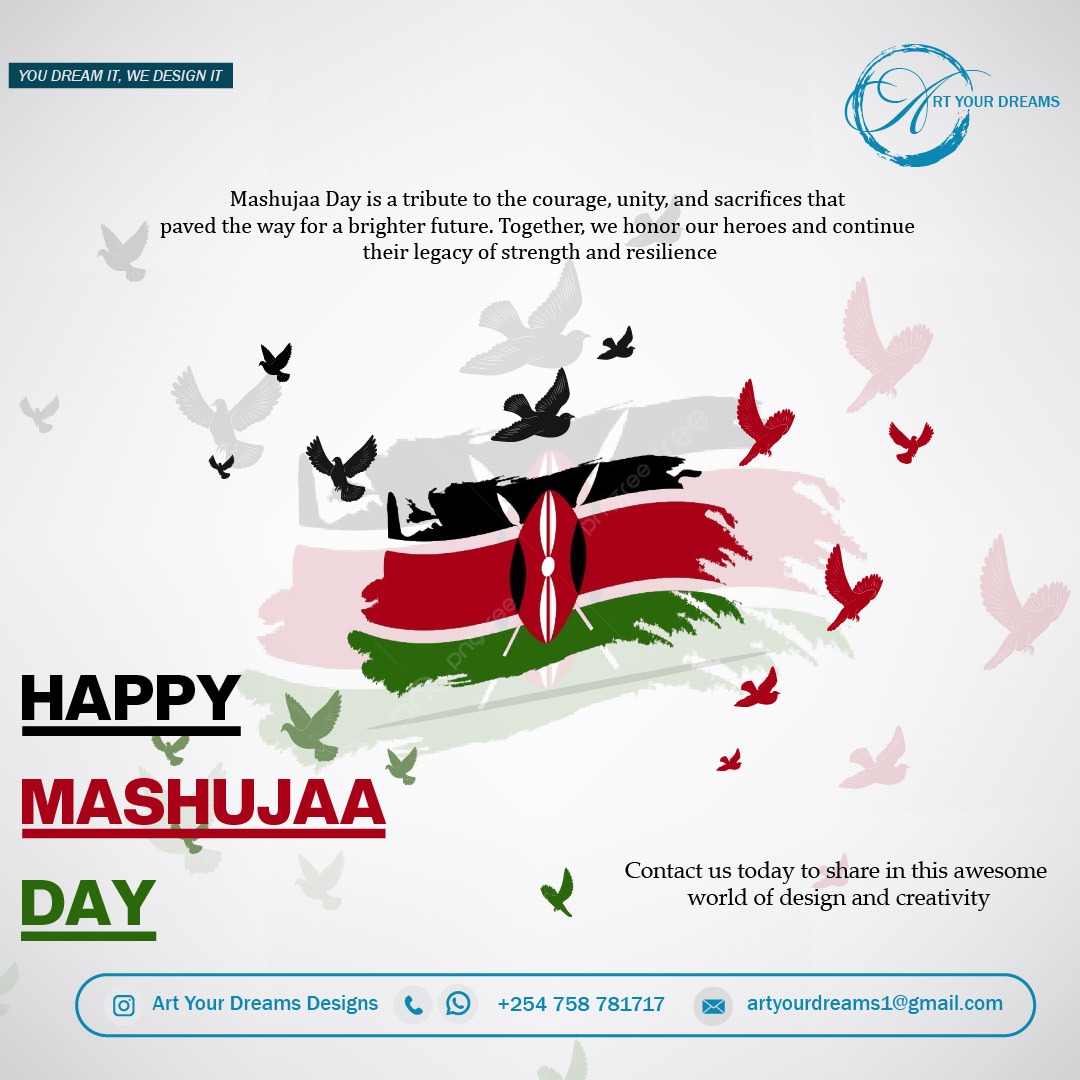 YOU DREAM IT, WE DESIGN IT
ART YOUR DREAMS
Mashujaa Day is a tribute to the courage, unity, and sacrifices that
paved the way for a brighter future. Together, we honor our heroes and continue
their legacy of strength and resilience
pngtree
pngtree
pngtree
HAPPY
MASHUJAA
DAY
Contact us today to share in this awesome
world of design and creativity
Art Your Dreams Designs
+254 758 781717
artyourdreams1@gmail.com